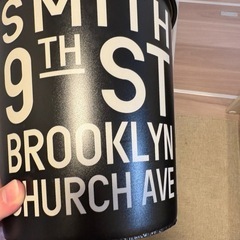 SMITH
9TH ST
BROOKLYN
CHURCH AVE